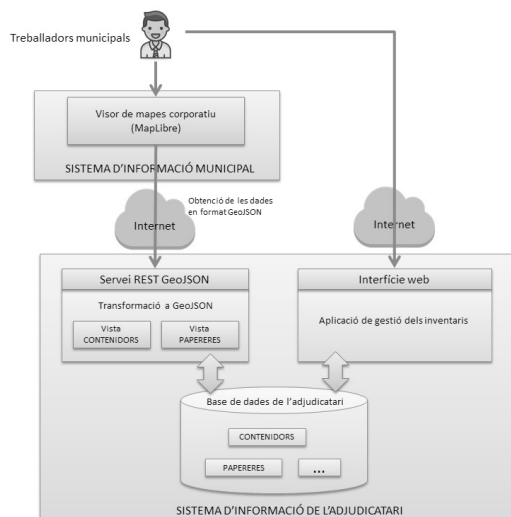 Treballadors municipals
Visor de mapes corporatiu
(MapLibre)
SISTEMA D'INFORMACIÓ MUNICIPAL
Obtenció de les dades
en format GeoJSON
Internet
Internet
Servei REST GeoJSON
Transformació a GeoJSON
Vista
CONTENIDORS
Vista
PAPERERES
Interfície web
Aplicació de gestió dels inventaris
Base de dades de l'adjudicatari
CONTENIDORS
PAPERERES
...
SISTEMA D'INFORMACIÓ DE L'ADJUDICATARI